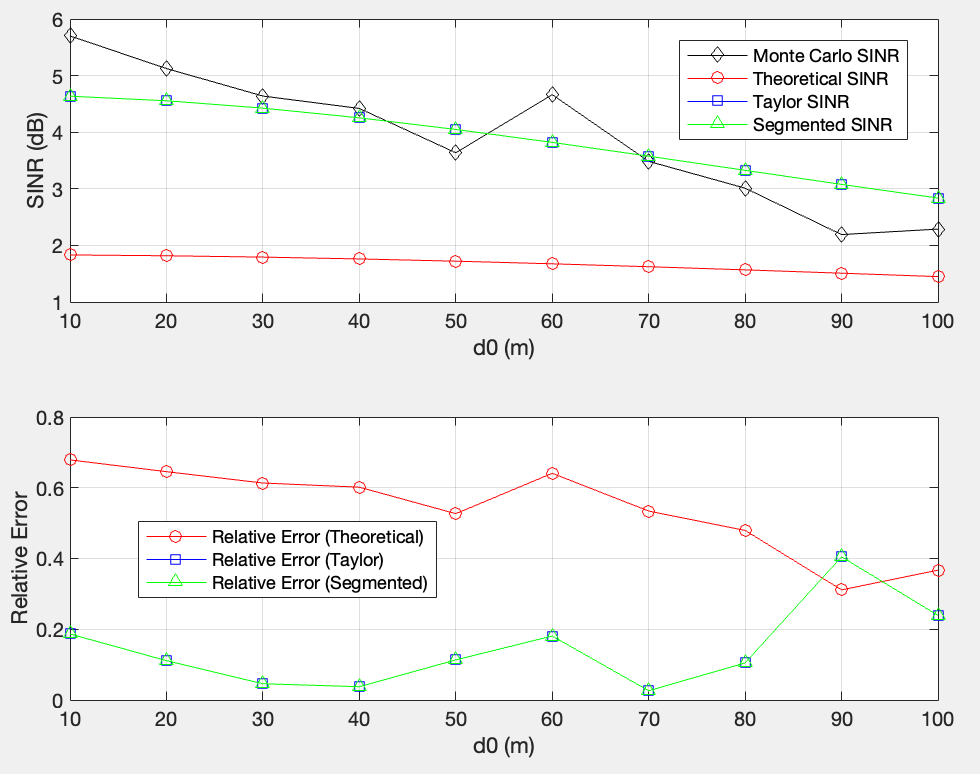 6
5
4
3
2
1
SINR (dB)
Monte Carlo SINR
Theoretical SINR
Taylor SINR
Segmented SINR
10 20 30 40 50 60 70 80 90 100
d0 (m)
0.8
0.6
0.4
0.2
0
Relative Error
Relative Error (Theoretical)
Relative Error (Taylor)
Relative Error (Segmented)
10 20 30 40 50 60 70 80 90 100
d0 (m)